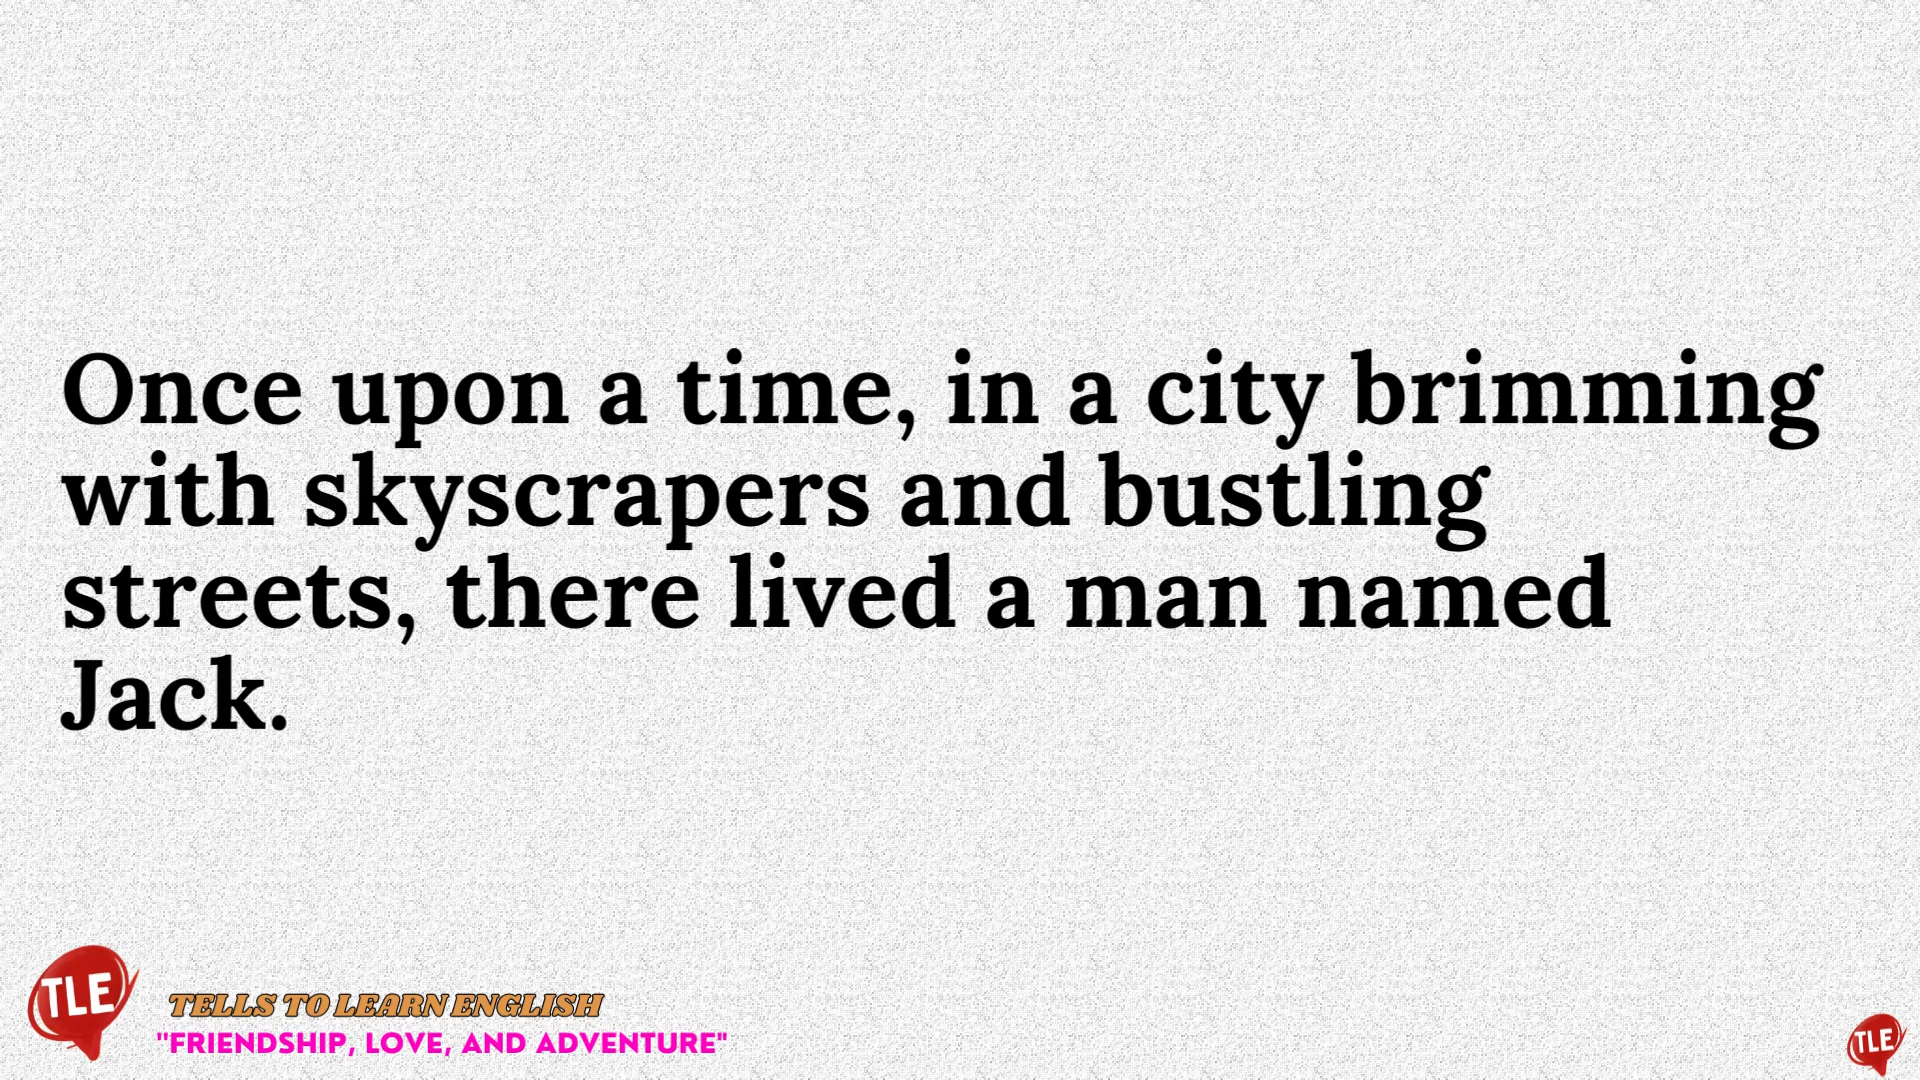 Once upon a time, in a city brimming
with skyscrapers and bustling
streets, there lived a man named
Jack.
TLE
TELLS TO LEARN ENGLISH
"FRIENDSHIP, LOVE, AND ADVENTURE"
TLE